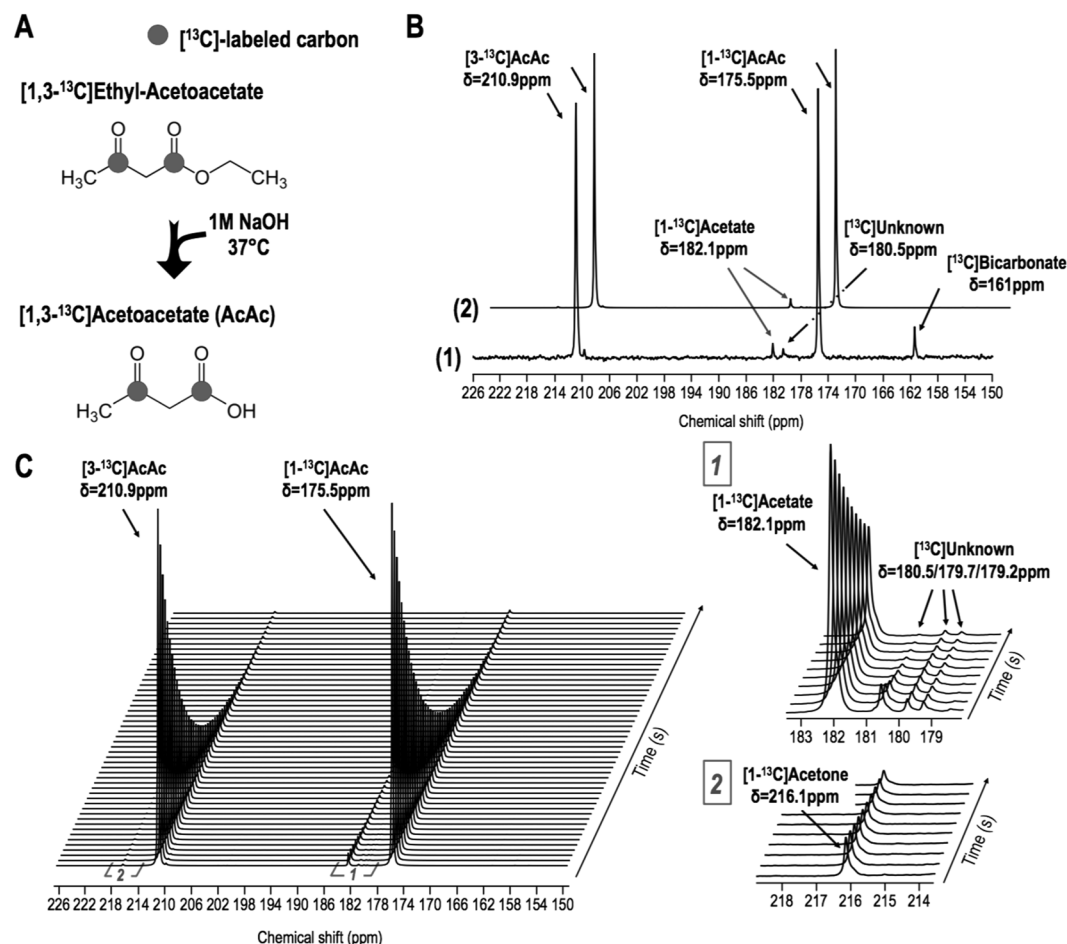 A
[¹³C]-labeled carbon
[1,3-¹³C]Ethyl-Acetoacetate
O O
H₃C O CH₃
1M NaOH
37°C
[1,3-¹³C]Acetoacetate (AcAc)
O O
H₃C OH
B
[3-¹³C]AcAc
δ=210.9ppm
[1-¹³C]AcAc
δ=175.5ppm
[1-¹³C]Acetate
δ=182.1ppm
[¹³C]Unknown
δ=180.5ppm
[¹³C]Bicarbonate
δ=161ppm
(2)
(1)
226 222 218 214 210 206 202 198 194 190 186 182 178 174 170 166 162 158 154 150
Chemical shift (ppm)
C
[3-¹³C]AcAc
δ=210.9ppm
[1-¹³C]AcAc
δ=175.5ppm
Time (s)
2
1
226 222 218 214 210 206 202 198 194 190 186 182 178 174 170 166 162 158 154 150
Chemical shift (ppm)
1
[1-¹³C]Acetate
δ=182.1ppm
[¹³C]Unknown
δ=180.5/179.7/179.2ppm
Time (s)
183 182 181 180 179
2
[1-¹³C]Acetone
δ=216.1ppm
Time (s)
218 217 216 215 214